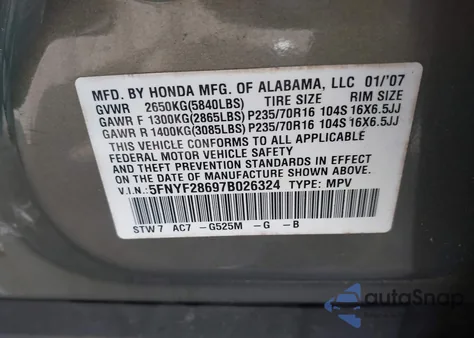 MFD. BY HONDA MFG. OF ALABAMA, LLC 01/'07
GVWR 2650KG(5840LBS) TIRE SIZE RIM SIZE
GAWR F 1300KG(2865LBS) P235/70R16 104S 16X6.5JJ
GAWR R 1400KG(3085LBS) P235/70R16 104S 16X6.5JJ
THIS VEHICLE CONFORMS TO ALL APPLICABLE
FEDERAL MOTOR VEHICLE SAFETY
AND THEFT PREVENTION STANDARDS IN EFFECT
ON THE DATE OF MANUFACTURE SHOWN ABOVE.
V.I.N.: 5FNYF28697B026324 TYPE: MPV
STW7 AC7 -G525M -G -B
autoSnap